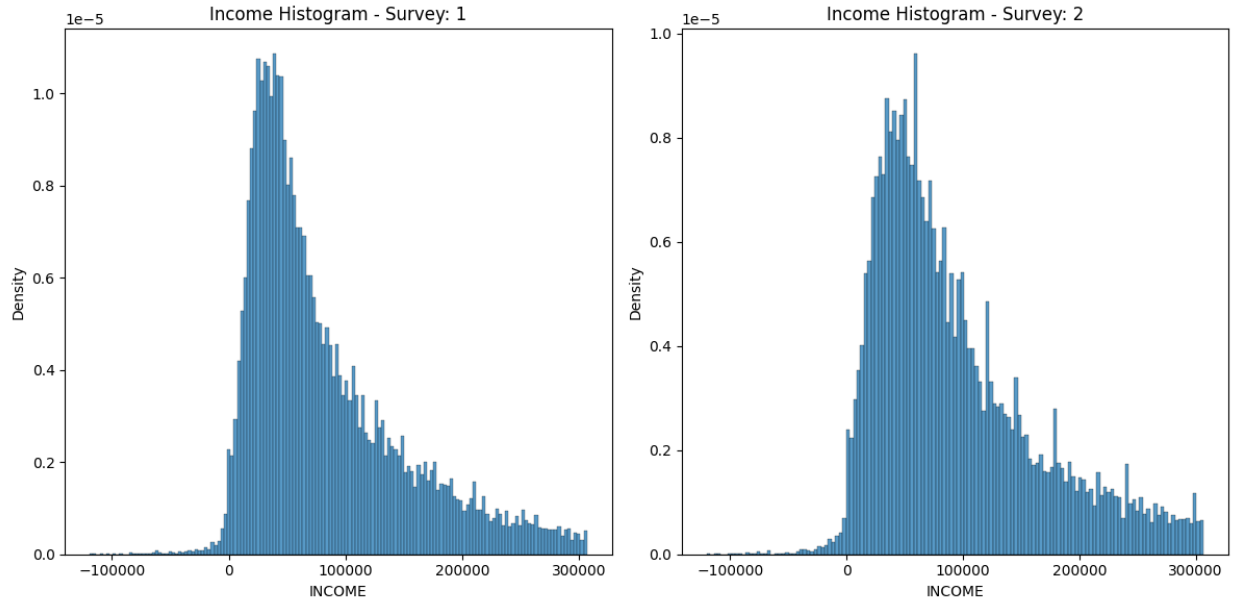 Income Histogram - Survey: 1
1e−5
1.0
0.8
0.6
0.4
0.2
0.0
Density
−100000 0 100000 200000 300000
INCOME
Income Histogram - Survey: 2
1e−5
1.0
0.8
0.6
0.4
0.2
0.0
Density
−100000 0 100000 200000 300000
INCOME